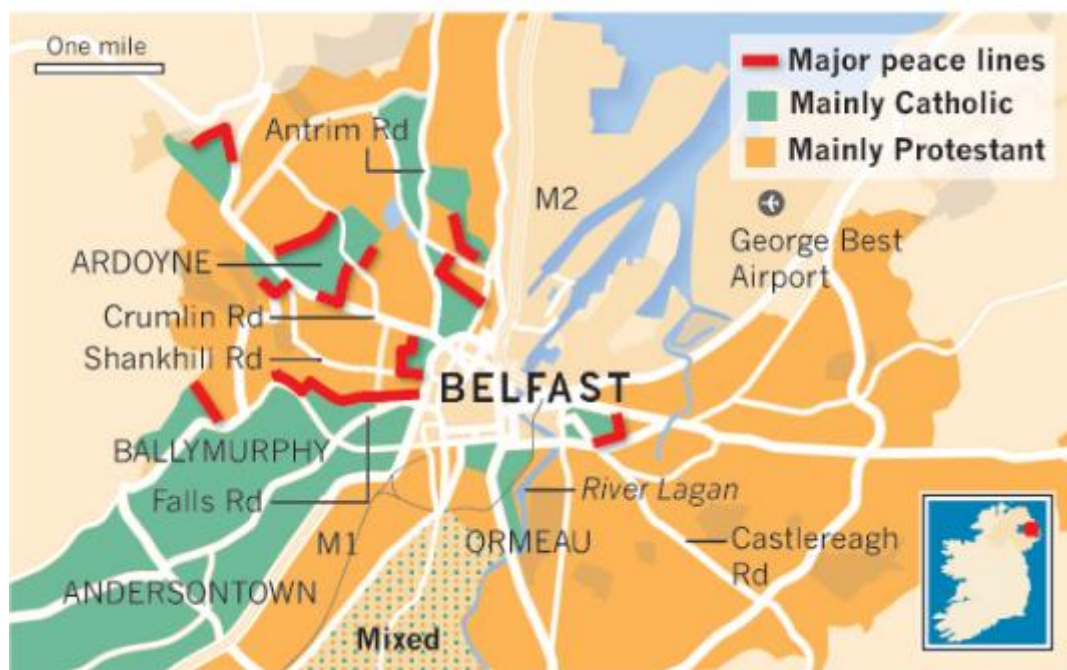 One mile
Major peace lines
Mainly Catholic
Mainly Protestant
Antrim Rd
M2
George Best
Airport
ARDOYNE
Crumlin Rd
Shankhill Rd
BELFAST
BALLYMURPHY
Falls Rd
River Lagan
M1
ORMEAU
Castlereagh
Rd
ANDERSONTOWN
Mixed